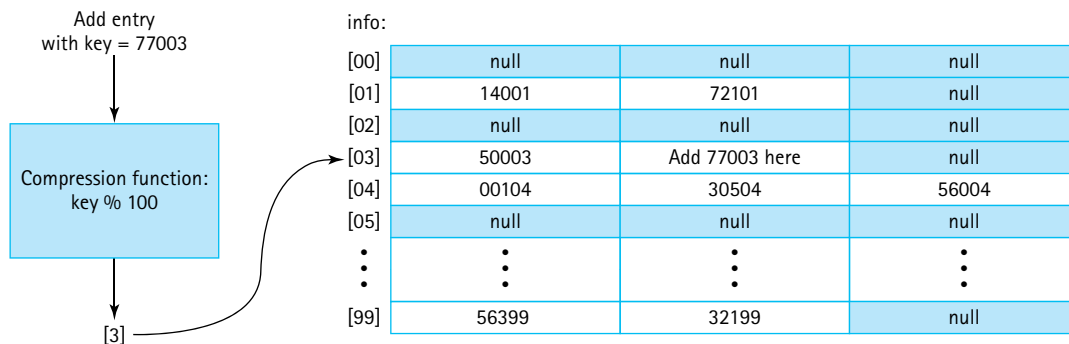 Add entry
with key = 77003
Compression function:
key % 100
[3]
info:
[00] null null null
[01] 14001 72101 null
[02] null null null
[03] 50003 Add 77003 here null
[04] 00104 30504 56004
[05] null null null
[99] 56399 32199 null